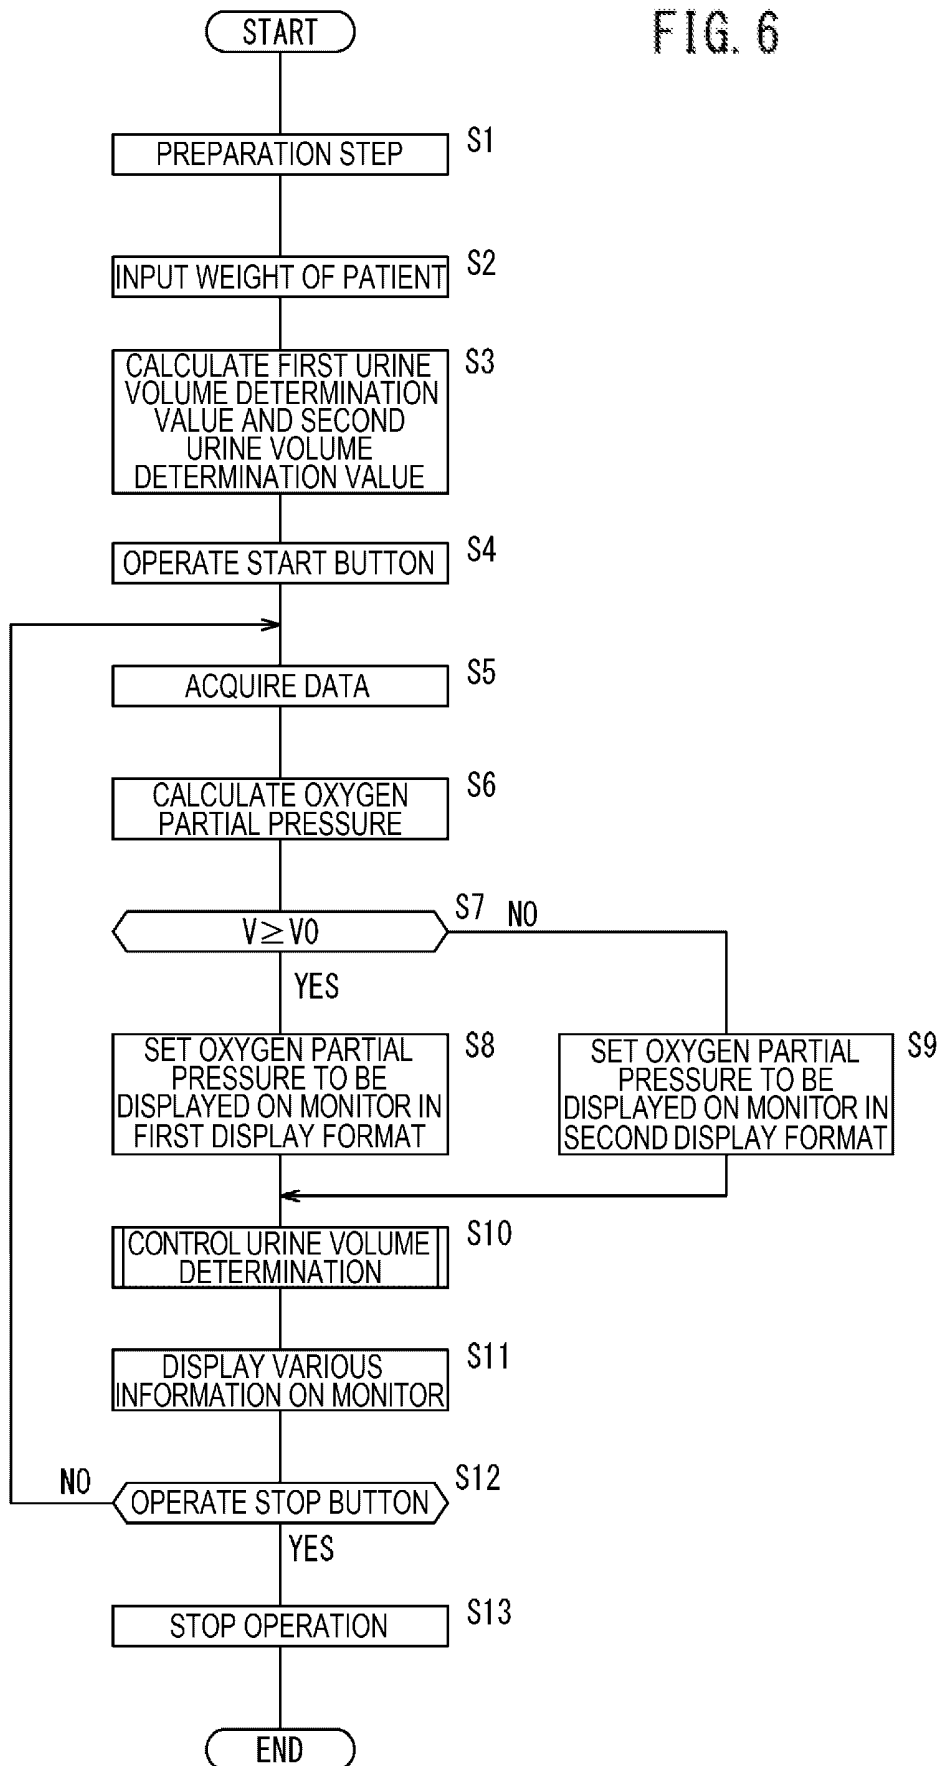 FIG. 6
START
PREPARATION STEP
S1
INPUT WEIGHT OF PATIENT
S2
CALCULATE FIRST URINE
VOLUME DETERMINATION
VALUE AND SECOND
URINE VOLUME
DETERMINATION VALUE
S3
OPERATE START BUTTON
S4
ACQUIRE DATA
S5
CALCULATE OXYGEN
PARTIAL PRESSURE
S6
V≥V0
S7
NO
YES
SET OXYGEN PARTIAL
PRESSURE TO BE
DISPLAYED ON MONITOR IN
FIRST DISPLAY FORMAT
S8
SET OXYGEN PARTIAL
PRESSURE TO BE
DISPLAYED ON MONITOR IN
SECOND DISPLAY FORMAT
S9
CONTROL URINE VOLUME
DETERMINATION
S10
DISPLAY VARIOUS
INFORMATION ON MONITOR
S11
NO
OPERATE STOP BUTTON
S12
YES
STOP OPERATION
S13
END